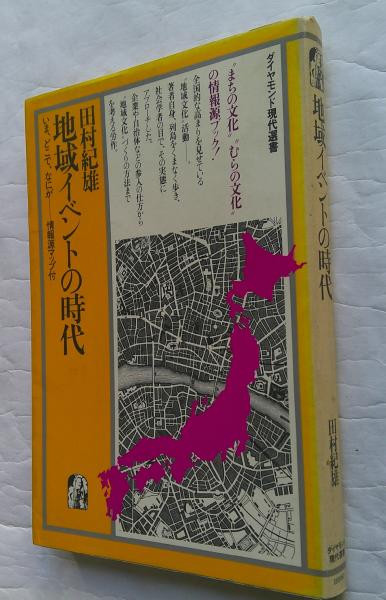 ダイヤモンド現代選書
"まちの文化""むらの文化"
の情報源ブック!
全国的な高まりを見せている
"地域文化"活動――
著者自身、列島をくまなく歩き、
社会学者の目で、その実態に
アプローチした。
企業や自治体などの参入の仕方から
"地域文化"づくりの方法まで
を考える労作。
田村紀雄
地域イベントの時代
いま、どこで、なにが
情報源マップ付
地域イベントの時代
田村紀雄
ダイヤモンド
現代選書